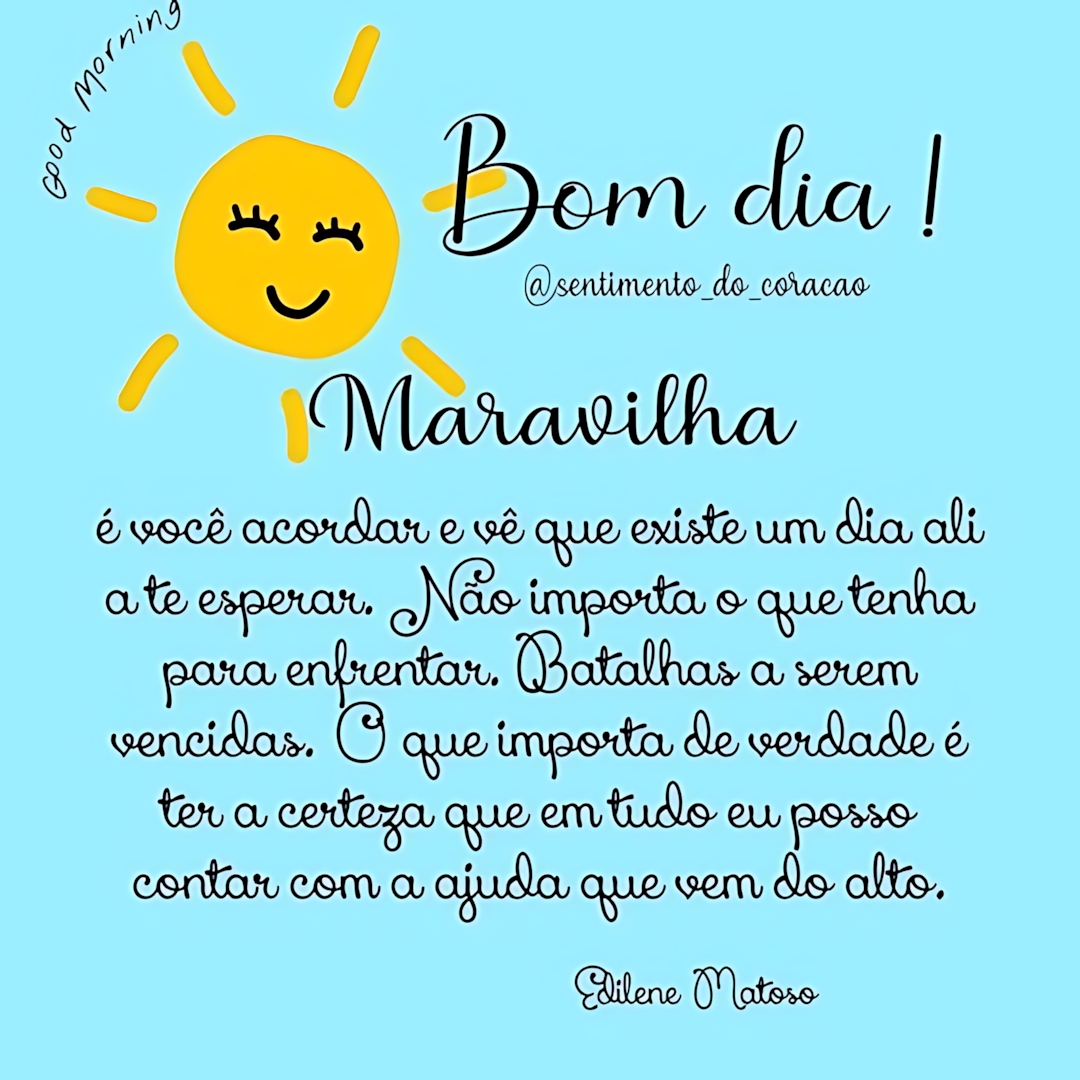 Good Morning
Bom dia !
@sentimento_do_coracao
Maravilha
é você acordar e vê que existe um dia ali
a te esperar. Não importa o que tenha
para enfrentar. Batalhas a serem
vencidas. O que importa de verdade é
ter a certeza que em tudo eu posso
contar com a ajuda que vem do alto.
Edilene Matoso